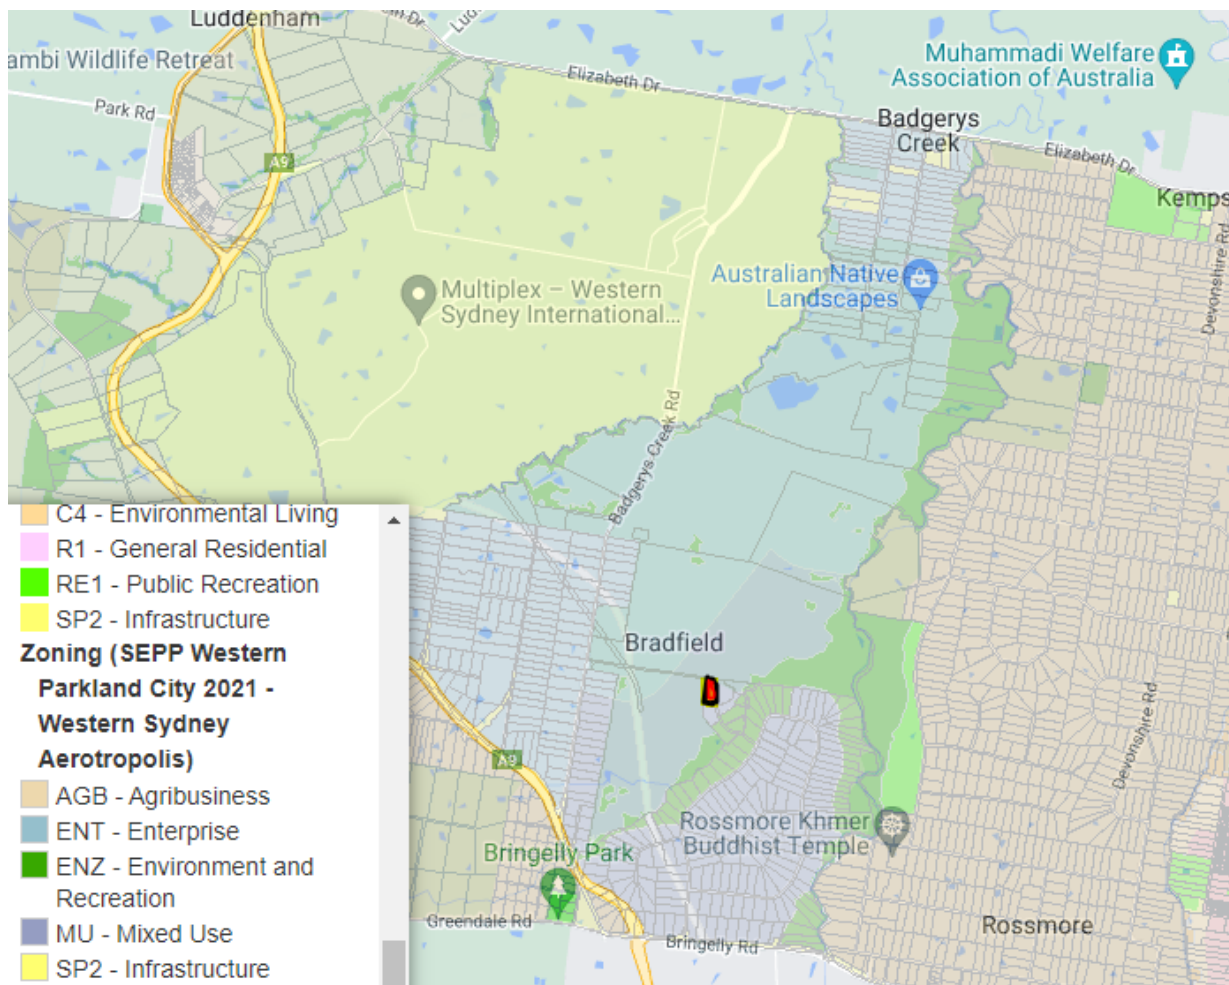 Luddenham
ambi Wildlife Retreat
Dr
Lud
Park Rd
A9
Elizabeth Dr
Muhammadi Welfare
Association of Australia
Badgerys
Creek
Elizabeth Dr
Kemps
Devonshire Rd
Australian Native
Landscapes
Multiplex – Western
Sydney International...
Badgerys Creek Rd
Bradfield
A9
Devonshire Rd
Rossmore Khmer
Buddhist Temple
Bringelly Park
Greendale Rd
Bringelly Rd
Rossmore
C4 - Environmental Living
R1 - General Residential
RE1 - Public Recreation
SP2 - Infrastructure
Zoning (SEPP Western
Parkland City 2021 -
Western Sydney
Aerotropolis)
AGB - Agribusiness
ENT - Enterprise
ENZ - Environment and
Recreation
MU - Mixed Use
SP2 - Infrastructure